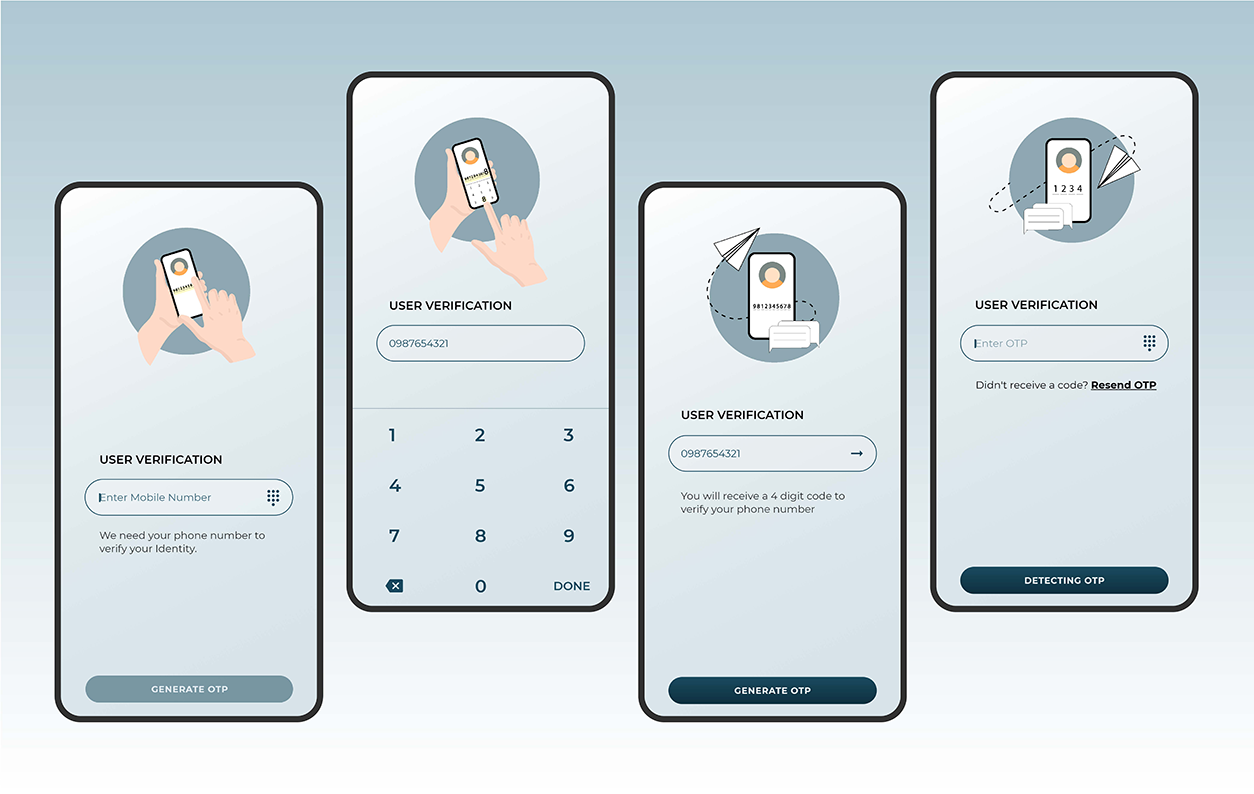 USER VERIFICATION
Enter Mobile Number
We need your phone number to
verify your Identity.
GENERATE OTP
USER VERIFICATION
0987654321
1 2 3
4 5 6
7 8 9
0 DONE
9812345678
USER VERIFICATION
0987654321
You will receive a 4 digit code to
verify your phone number
GENERATE OTP
1 2 3 4
USER VERIFICATION
Enter OTP
Didn't receive a code? Resend OTP
DETECTING OTP